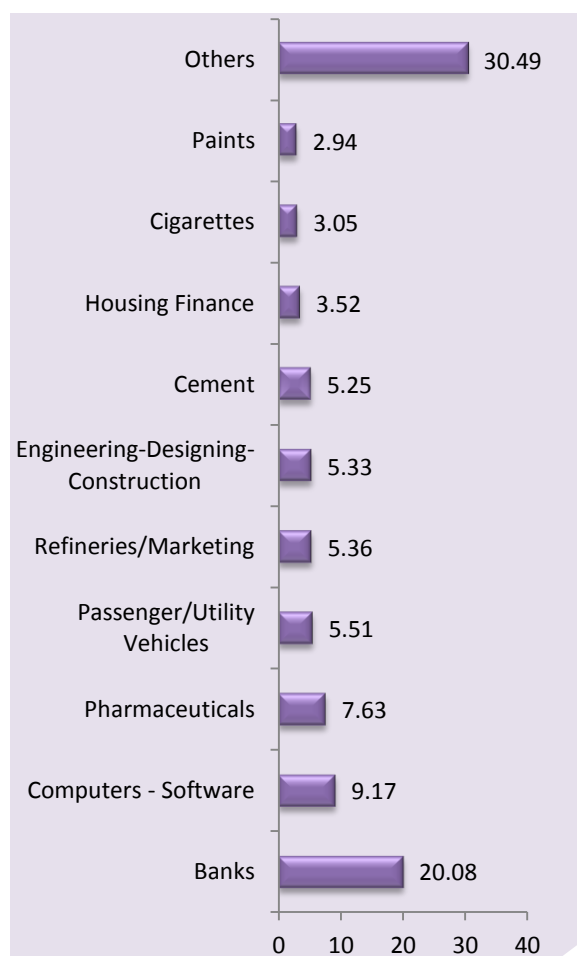 Others 30.49
Paints 2.94
Cigarettes 3.05
Housing Finance 3.52
Cement 5.25
Engineering-Designing-
Construction 5.33
Refineries/Marketing 5.36
Passenger/Utility
Vehicles 5.51
Pharmaceuticals 7.63
Computers - Software 9.17
Banks 20.08
0 10 20 30 40